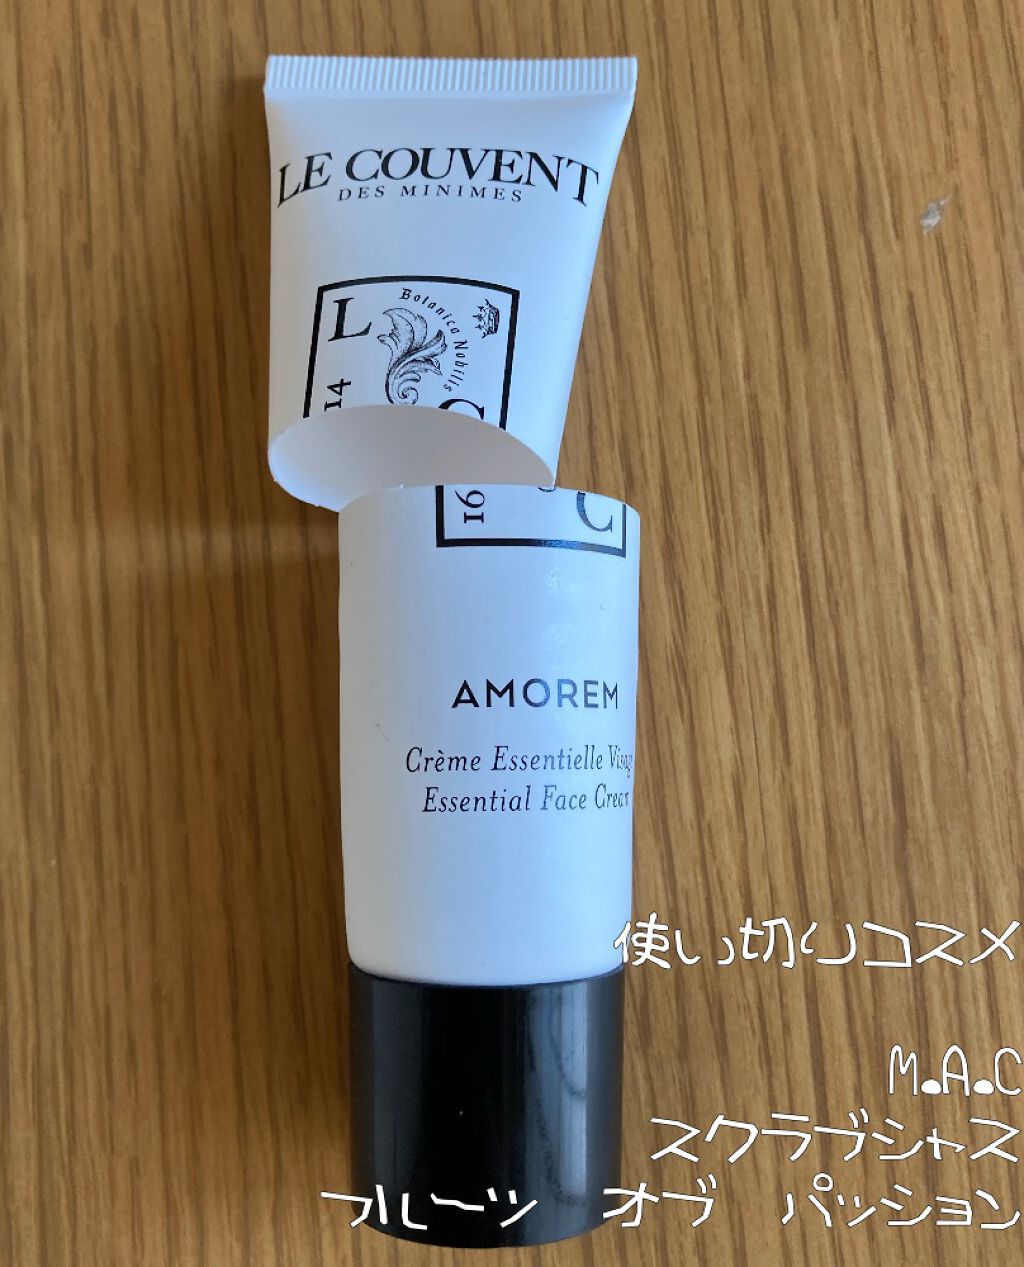 LE COUVENT
DES MINIMES
Botanica Nobilis
L
14
C
16
C
AMOREM
Crème Essentielle
Essential Face
使い切りコスメ
M.A.C
スクラブシャス
フルーツ オブ パッション